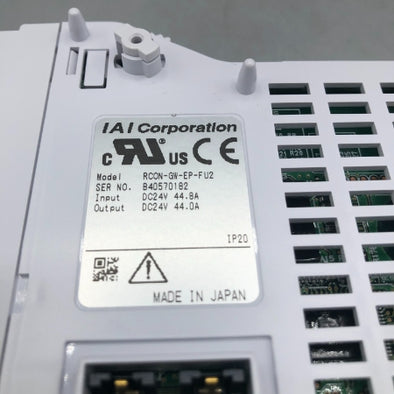 IAI Corporation
c RU US CE
Model RCON-GW-EP-FU2
SER NO. B40570182
Input DC24V 44.8A
Output DC24V 44.0A
IP20
MADE IN JAPAN